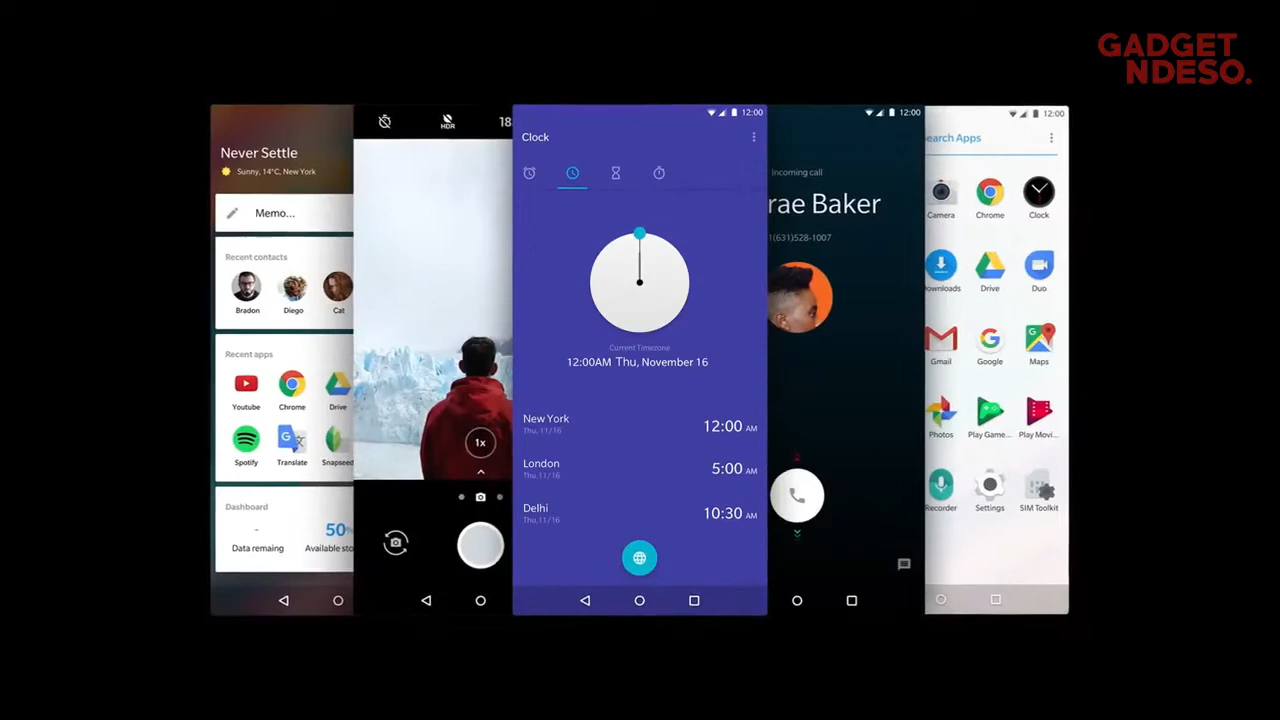 GADGET
NDESO.
Never Settle
Sunny, 14°C, New York
Memo...
Recent contacts
Bradon Diego Cat
Recent apps
Youtube Chrome Drive
Spotify Translate Snapseed
Dashboard
- 50%
Data remaing Available sto
HDR
18
1x
12:00
Clock
Current Timezone
12:00AM Thu, November 16
New York
Thu, 11/16
12:00 AM
London
Thu, 11/16
5:00 AM
Delhi
Thu, 11/16
10:30 AM
12:00
Incoming call
rae Baker
1(631)528-1007
12:00
earch Apps
Camera Chrome Clock
ownloads Drive Duo
Gmail Google Maps
Photos Play Game... Play Movi...
Recorder Settings SIM Toolkit